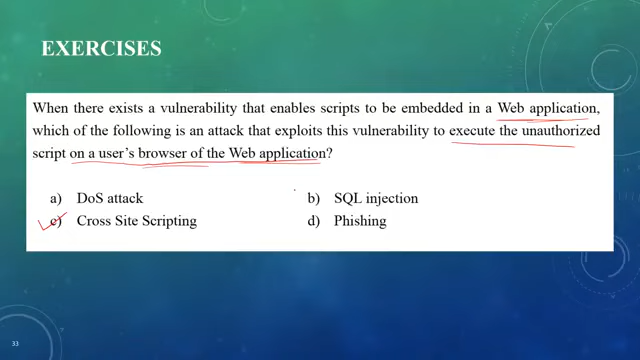 EXERCISES
When there exists a vulnerability that enables scripts to be embedded in a Web application,
which of the following is an attack that exploits this vulnerability to execute the unauthorized
script on a user's browser of the Web application?
a) DoS attack b) SQL injection
c) Cross Site Scripting d) Phishing
33